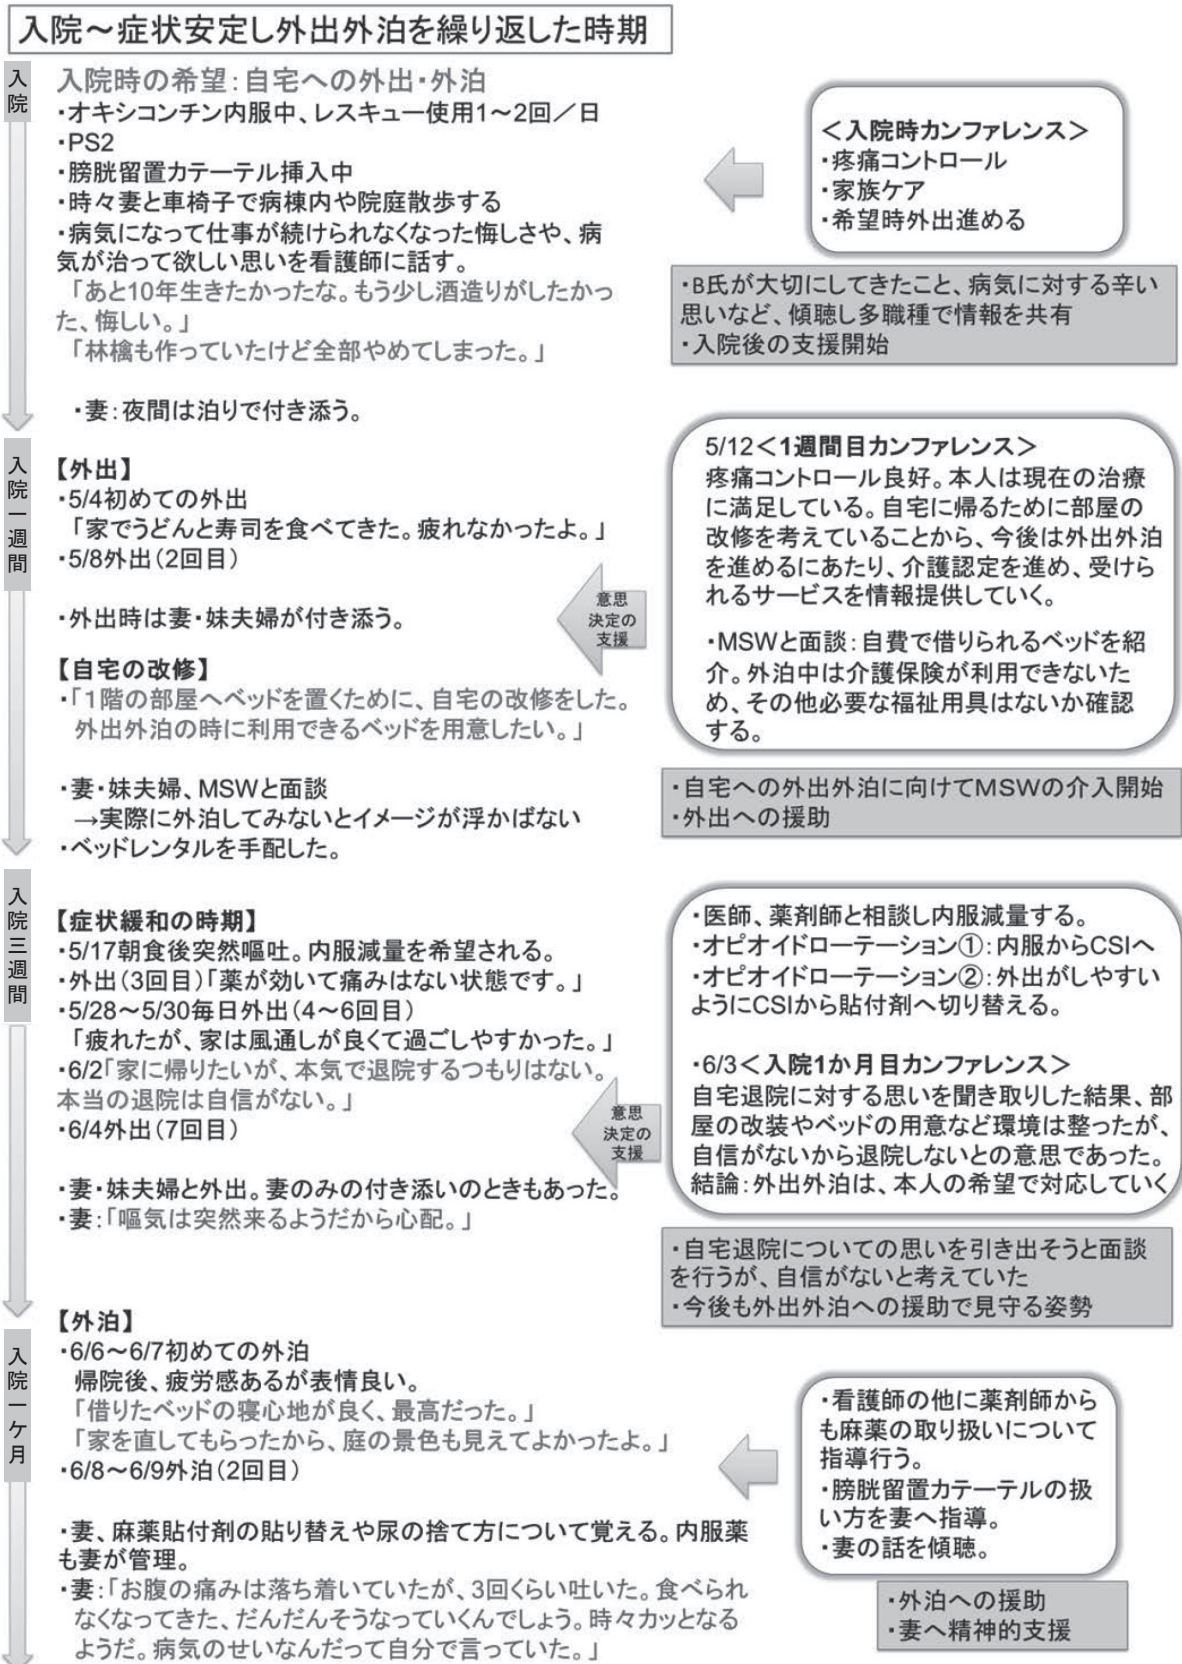 入院~症状安定し外出外泊を繰り返した時期
入院
入院時の希望:自宅への外出・外泊
・オキシコンチン内服中、レスキュー使用1~2回/日
・PS2
・膀胱留置カテーテル挿入中
・時々妻と車椅子で病棟内や院庭散歩する
・病気になって仕事が続けられなくなった悔しさや、病
気が治って欲しい思いを看護師に話す。
「あと10年生きたかったな。もう少し酒造りがしたかっ
た、悔しい。」
「林檎も作っていたけど全部やめてしまった。」
・妻:夜間は泊りで付き添う。
<入院時カンファレンス>
・疼痛コントロール
・家族ケア
・希望時外出進める
・B氏が大切にしてきたこと、病気に対する辛い
思いなど、傾聴し多職種で情報を共有
・入院後の支援開始
入院一週間
【外出】
・5/4初めての外出
「家でうどんと寿司を食べてきた。疲れなかったよ。」
・5/8外出(2回目)
・外出時は妻・妹夫婦が付き添う。
【自宅の改修】
・「1階の部屋へベッドを置くために、自宅の改修をした。
外出外泊の時に利用できるベッドを用意したい。」
・妻・妹夫婦、MSWと面談
→実際に外泊してみないとイメージが浮かばない
・ベッドレンタルを手配した。
意思
決定の
支援
5/12<1週間目カンファレンス>
疼痛コントロール良好。本人は現在の治療
に満足している。自宅に帰るために部屋の
改修を考えていることから、今後は外出外泊
を進めるにあたり、介護認定を進め、受けら
れるサービスを情報提供していく。
・MSWと面談:自費で借りられるベッドを紹
介。外泊中は介護保険が利用できないた
め、その他必要な福祉用具はないか確認
する。
・自宅への外出外泊に向けてMSWの介入開始
・外出への援助
入院三週間
【症状緩和の時期】
・5/17朝食後突然嘔吐。内服減量を希望される。
・外出(3回目)「薬が効いて痛みはない状態です。」
・5/28~5/30毎日外出(4~6回目)
「疲れたが、家は風通しが良くて過ごしやすかった。」
・6/2「家に帰りたいが、本気で退院するつもりはない。
本当の退院は自信がない。」
・6/4外出(7回目)
・妻・妹夫婦と外出。妻のみの付き添いのときもあった。
・妻:「嘔気は突然来るようだから心配。」
意思
決定の
支援
・医師、薬剤師と相談し内服減量する。
・オピオイドローテーション①:内服からCSIへ
・オピオイドローテーション②:外出がしやすい
ようにCSIから貼付剤へ切り替える。
・6/3<入院1か月目カンファレンス>
自宅退院に対する思いを聞き取りした結果、部
屋の改装やベッドの用意など環境は整ったが、
自信がないから退院しないとの意思であった。
結論:外出外泊は、本人の希望で対応していく
・自宅退院についての思いを引き出そうと面談
を行うが、自信がないと考えていた
・今後も外出外泊への援助で見守る姿勢
入院一ケ月
【外泊】
・6/6~6/7初めての外泊
帰院後、疲労感あるが表情良い。
「借りたベッドの寝心地が良く、最高だった。」
「家を直してもらったから、庭の景色も見えてよかったよ。」
・6/8~6/9外泊(2回目)
・妻、麻薬貼付剤の貼り替えや尿の捨て方について覚える。内服薬
も妻が管理。
・妻:「お腹の痛みは落ち着いていたが、3回くらい吐いた。食べられ
なくなってきた、だんだんそうなっていくんでしょう。時々カッとなる
ようだ。病気のせいなんだって自分で言っていた。」
・看護師の他に薬剤師から
も麻薬の取り扱いについて
指導行う。
・膀胱留置カテーテルの扱
い方を妻へ指導。
・妻の話を傾聴。
・外泊への援助
・妻へ精神的支援